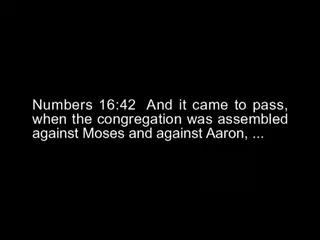 Numbers 16:42  And it came to pass,
when the congregation was assembled
against Moses and against Aaron, ...